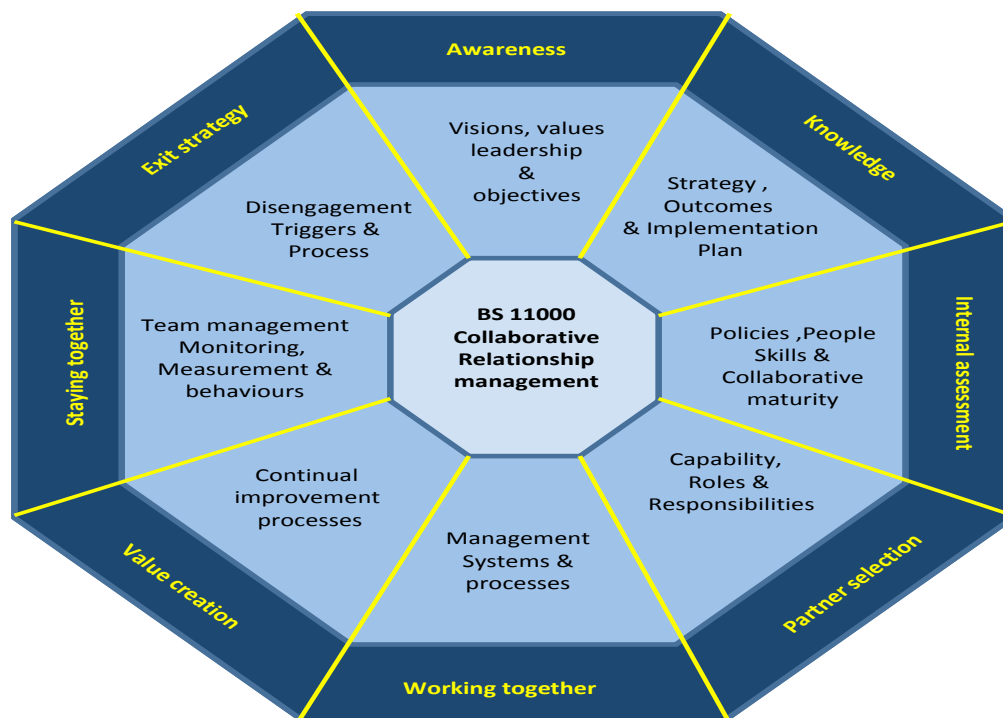 Awareness
Visions, values
leadership
&
objectives
Knowledge
Strategy ,
Outcomes
& Implementation
Plan
Internal assessment
Policies ,People
Skills &
Collaborative
maturity
Partner selection
Capability,
Roles &
Responsibilities
Working together
Management
Systems &
processes
Value creation
Continual
improvement
processes
Staying together
Team management
Monitoring,
Measurement &
behaviours
Exit strategy
Disengagement
Triggers &
Process
BS 11000
Collaborative
Relationship
management